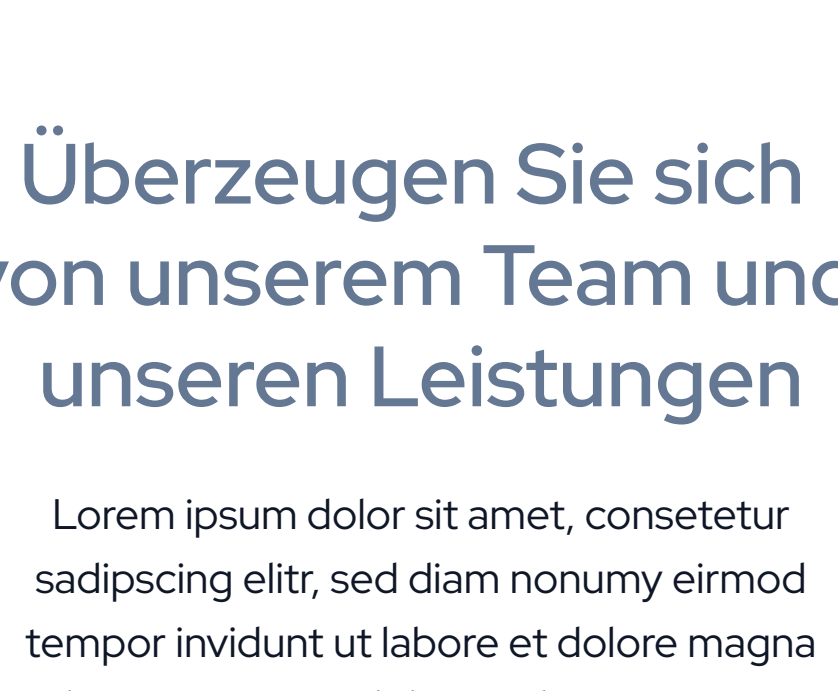 Überzeugen Sie sich
von unserem Team und
unseren Leistungen
Lorem ipsum dolor sit amet, consetetur
sadipscing elitr, sed diam nonumy eirmod
tempor invidunt ut labore et dolore magna